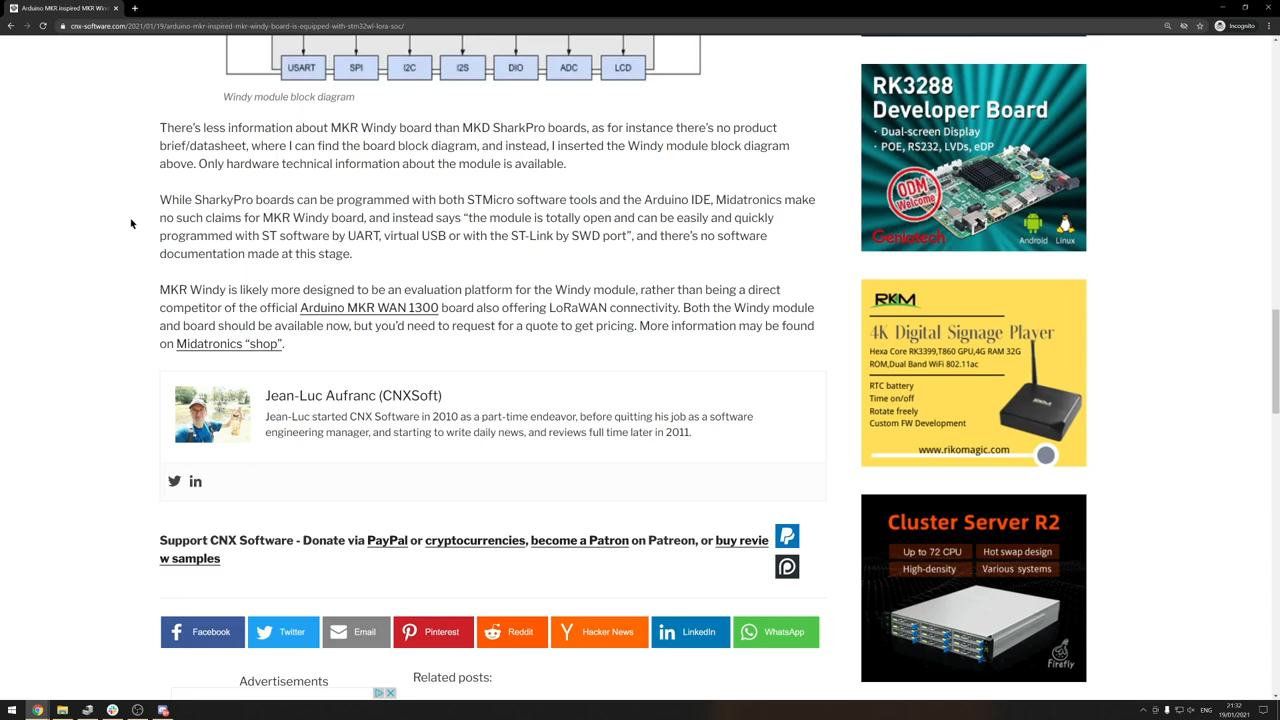 Arduino MKR inspired MKR Win
cnx-software.com/2021/01/19/arduino-mkr-inspired-mkr-windy-board-is-equipped-with-stm32wl-lora-soc/
Incognito
USART SPI I2C I2S DIO ADC LCD
Windy module block diagram
There's less information about MKR Windy board than MKD SharkPro boards, as for instance there's no product
brief/datasheet, where I can find the board block diagram, and instead, I inserted the Windy module block diagram
above. Only hardware technical information about the module is available.
While SharkyPro boards can be programmed with both STMicro software tools and the Arduino IDE, Midatronics make
no such claims for MKR Windy board, and instead says “the module is totally open and can be easily and quickly
programmed with ST software by UART, virtual USB or with the ST-Link by SWD port”, and there's no software
documentation made at this stage.
MKR Windy is likely more designed to be an evaluation platform for the Windy module, rather than being a direct
competitor of the official Arduino MKR WAN 1300 board also offering LoRaWAN connectivity. Both the Windy module
and board should be available now, but you'd need to request for a quote to get pricing. More information may be found
on Midatronics “shop”.
Jean-Luc Aufranc (CNXSoft)
Jean-Luc started CNX Software in 2010 as a part-time endeavor, before quitting his job as a software
engineering manager, and starting to write daily news, and reviews full time later in 2011.
Support CNX Software - Donate via PayPal or cryptocurrencies, become a Patron on Patreon, or buy revie
w samples
Facebook Twitter Email Pinterest Reddit Hacker News LinkedIn WhatsApp
Advertisements
Related posts:
RK3288
Developer Board
· Dual-screen Display
· POE, RS232, LVDs, eDP
ODM
Welcome
Geniatech
Android Linux
RKM
4K Digital Signage Player
Hexa Core RK3399,T860 GPU,4G RAM 32G
ROM,Dual Band WiFi 802.11ac
RTC battery
Time on/off
Rotate freely
Custom FW Development
RKM
www.rikomagic.com
Cluster Server R2
Up to 72 CPU Hot swap design
High-density Various systems
Firefly
ENG
21:32
19/01/2021